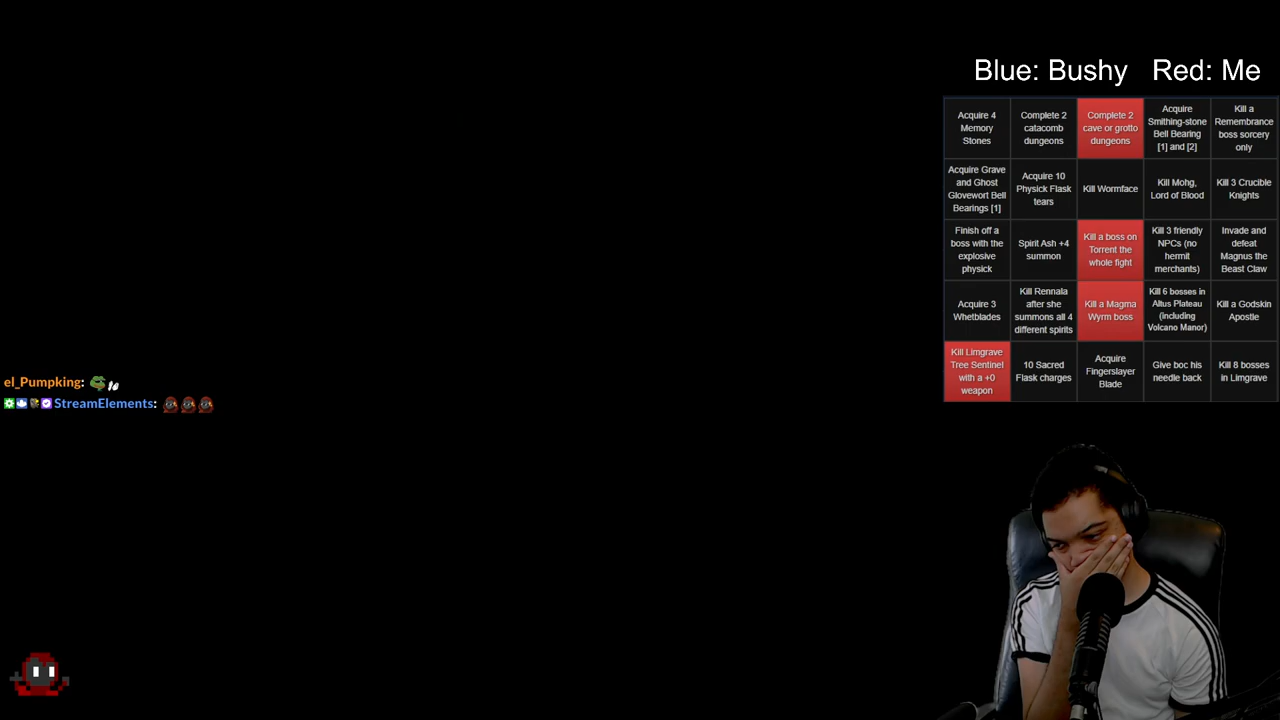 Blue: Bushy Red: Me
Acquire 4
Memory
Stones
Complete 2
catacomb
dungeons
Complete 2
cave or grotto
dungeons
Acquire
Smithing-stone
Bell Bearing
[1] and [2]
Kill a
Remembrance
boss sorcery
only
Acquire Grave
and Ghost
Glovewort Bell
Bearings [1]
Acquire 10
Physick Flask
tears
Kill Wormface
Kill Mohg,
Lord of Blood
Kill 3 Crucible
Knights
Finish off a
boss with the
explosive
physick
Spirit Ash +4
summon
Kill a boss on
Torrent the
whole fight
Kill 3 friendly
NPCs (no
hermit
merchants)
Invade and
defeat
Magnus the
Beast Claw
Acquire 3
Whetblades
Kill Rennala
after she
summons all 4
different spirits
Kill a Magma
Wyrm boss
Kill 6 bosses in
Altus Plateau
(including
Volcano Manor)
Kill a Godskin
Apostle
Kill Limgrave
Tree Sentinel
with a +0
weapon
10 Sacred
Flask charges
Acquire
Fingerslayer
Blade
Give boc his
needle back
Kill 8 bosses
in Limgrave
el_Pumpking:
StreamElements: